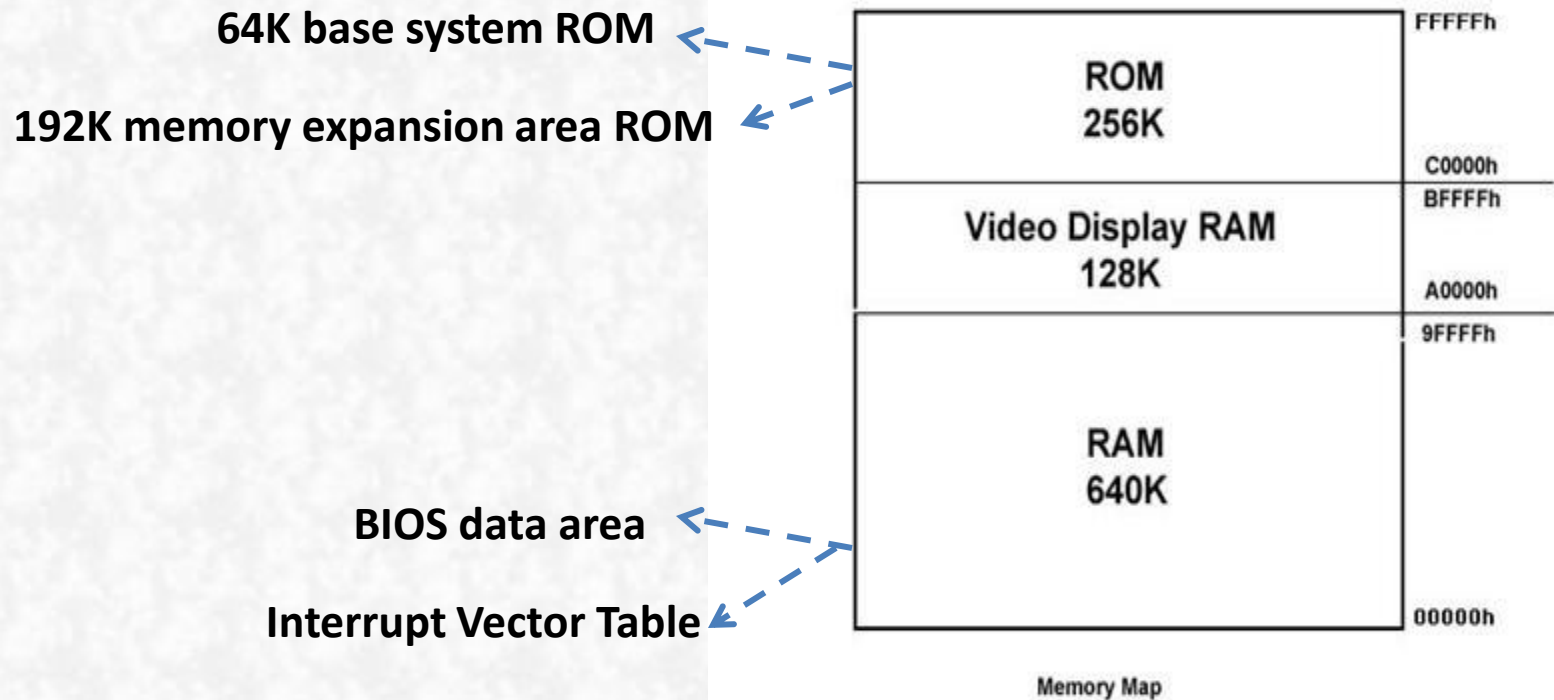 64K base system ROM
192K memory expansion area ROM
BIOS data area
Interrupt Vector Table
ROM
256K
Video Display RAM
128K
RAM
640K
FFFFFh
C0000h
BFFFFh
A0000h
9FFFFh
00000h
Memory Map